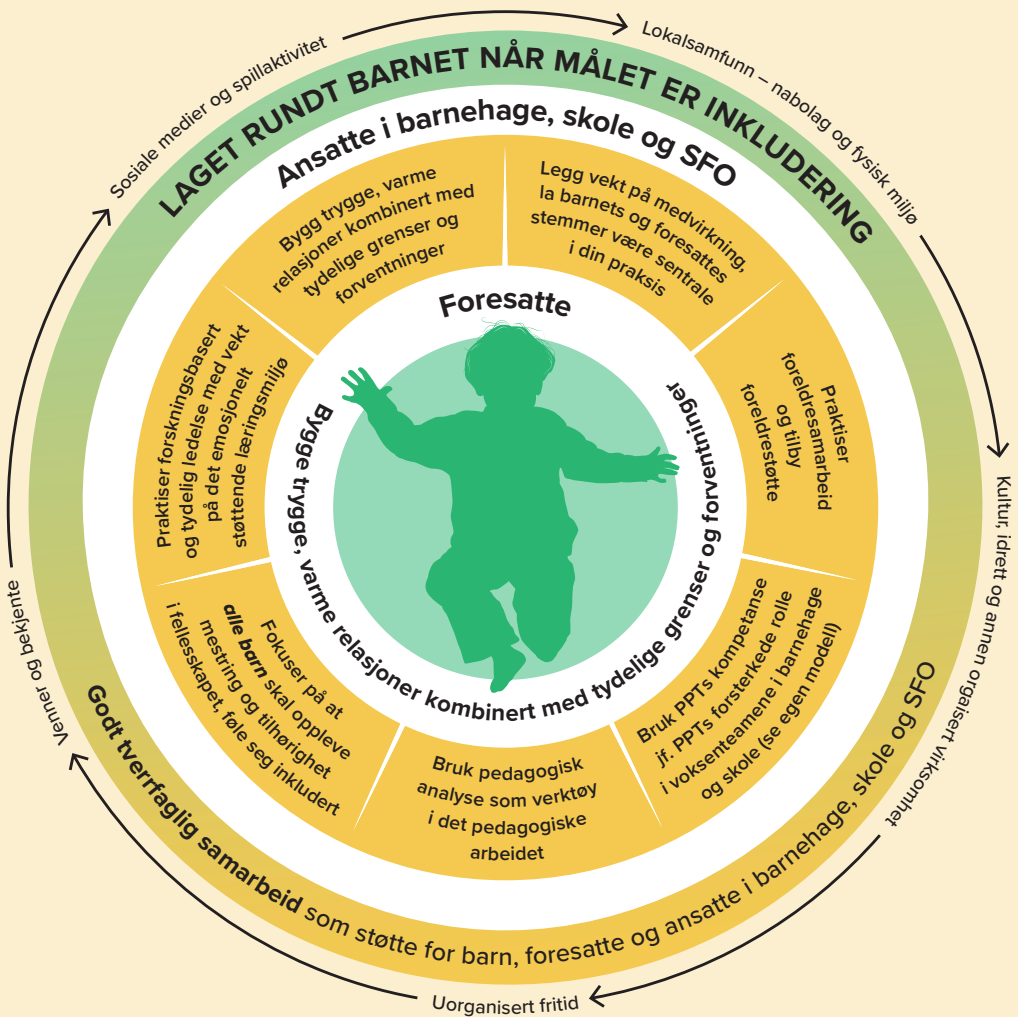 Sosiale medier og spillaktivitet
Lokalsamfunn – nabolag og fysisk miljø
Kultur, idrett og annen orgaisert virksomhet
Uorganisert fritid
Venner og bekjente
LAGET RUNDT BARNET NÅR MÅLET ER INKLUDERING
Godt tverrfaglig samarbeid som støtte for barn, foresatte og ansatte i barnehage, skole og SFO
Ansatte i barnehage, skole og SFO
Bygg trygge, varme
relasjoner kombinert med
tydelige grenser og
forventninger
Legg vekt på medvirkning,
la barnets og foresattes
stemmer være sentrale
i din praksis
Praktiser
foreldresamarbeid
og tilby
foreldrestøtte
Bruk PPTs kompetanse
jf. PPTs forsterkede rolle
i voksenteamene i barnehage
og skole (se egen modell)
Bruk pedagogisk
analyse som verktøy
i det pedagogiske
arbeidet
Fokuser på at
alle barn skal oppleve
mestring og tilhørighet
i fellesskapet, føle seg inkludert
Praktiser forskningsbasert
og tydelig ledelse med vekt
på det emosjonelt
støttende læringsmiljø
Foresatte
Bygge trygge, varme relasjoner kombinert med tydelige grenser og forventninger